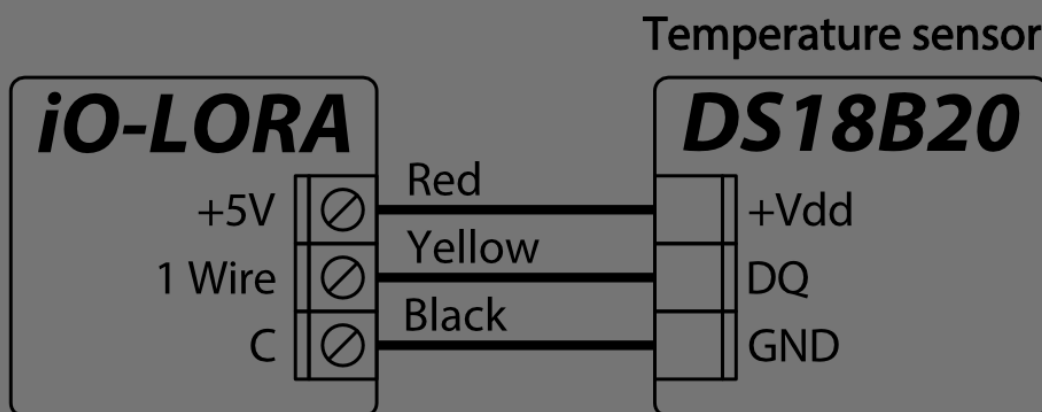 Temperature sensor
iO-LORA
DS18B20
Red
+5V
+Vdd
Yellow
1 Wire
DQ
Black
C
GND